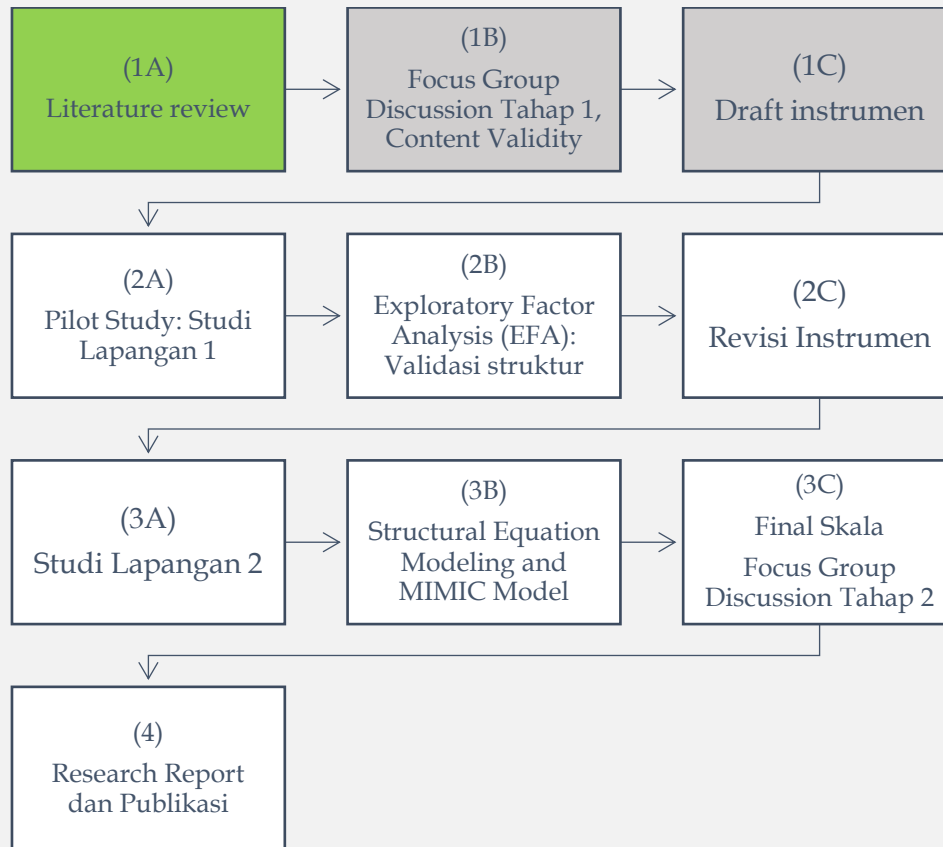 (1A)
Literature review
(1B)
Focus Group
Discussion Tahap 1,
Content Validity
(1C)
Draft instrumen
(2A)
Pilot Study: Studi
Lapangan 1
(2B)
Exploratory Factor
Analysis (EFA):
Validasi struktur
(2C)
Revisi Instrumen
(3A)
Studi Lapangan 2
(3B)
Structural Equation
Modeling and
MIMIC Model
(3C)
Final Skala
Focus Group
Discussion Tahap 2
(4)
Research Report
dan Publikasi